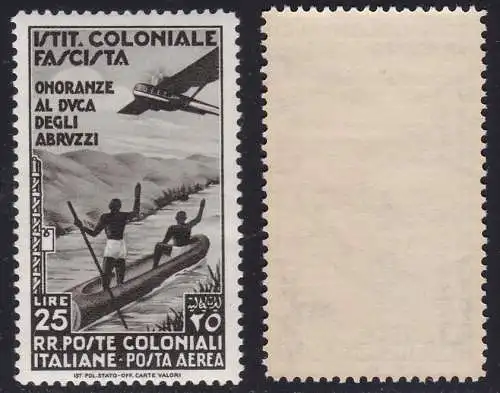 ISTIT. COLONIALE
FASCISTA
ONORANZE
AL DVCA
DEGLI
ABRVZZI
LIRE
25
٢٥
RR. POSTE COLONIALI
ITALIANE - POSTA AEREA
IST. POL. STATO - OFF. CARTE VALORI